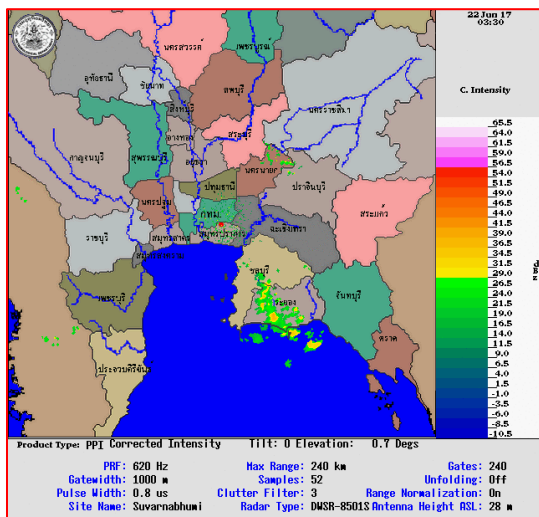 22 Jun 17
03:30
C. Intensity
นครสวรรค์
เพชรบูรณ์
อุทัยธานี
ชัยนาท
สิงห์บุรี
ลพบุรี
นครราชสีมา
อ่างทอง
สระบุรี
กาญจนบุรี
สุพรรณบุรี
อยุธยา
นครนายก
ปทุมธานี
ปราจีนบุรี
นครปฐม
กทม.
สระแก้ว
ราชบุรี
สมุทรสาคร
สมุทรปราการ
ฉะเชิงเทรา
สมุทรสงคราม
เพชรบุรี
ชลบุรี
ระยอง
จันทบุรี
ตราด
ประจวบคีรีขันธ์
65.5
64.0
61.5
59.0
56.5
54.0
51.5
49.0
46.5
44.0
41.5
39.0
36.5
34.0
31.5
29.0
26.5
24.0
21.5
19.0
16.5
14.0
11.5
9.0
6.5
4.0
1.5
-1.0
-3.5
-6.0
-8.5
-10.5
Product Type: PPI Corrected Intensity Tilt: 0 Elevation: 0.7 Degs
PRF: 620 Hz Max Range: 240 km Gates: 240
Gatewidth: 1000 m Samples: 52 Unfolding: Off
Pulse Width: 0.8 us Clutter Filter: 3 Range Normalization: On
Site Name: Suvarnabhumi Radar Type: DWSR-8501S Antenna Height ASL: 28 m